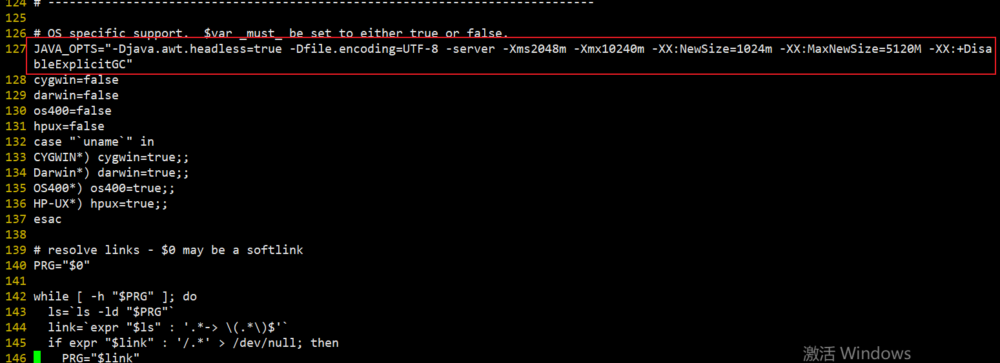 124 # ------------------------------------------------------------------------------
125
126 # OS specific support.  $var _must_ be set to either true or false.
127 JAVA_OPTS="-Djava.awt.headless=true -Dfile.encoding=UTF-8 -server -Xms2048m -Xmx10240m -XX:NewSize=1024m -XX:MaxNewSize=5120M -XX:+Disa
bleExplicitGC"
128 cygwin=false
129 darwin=false
130 os400=false
131 hpux=false
132 case "`uname`" in
133 CYGWIN*) cygwin=true;;
134 Darwin*) darwin=true;;
135 OS400*) os400=true;;
136 HP-UX*) hpux=true;;
137 esac
138
139 # resolve links - $0 may be a softlink
140 PRG="$0"
141
142 while [ -h "$PRG" ]; do
143   ls=`ls -ld "$PRG"`
144   link=`expr "$ls" : '.*-> \(.*\)$'`
145   if expr "$link" : '/.*' > /dev/null; then
146     PRG="$link"
激活 Windows